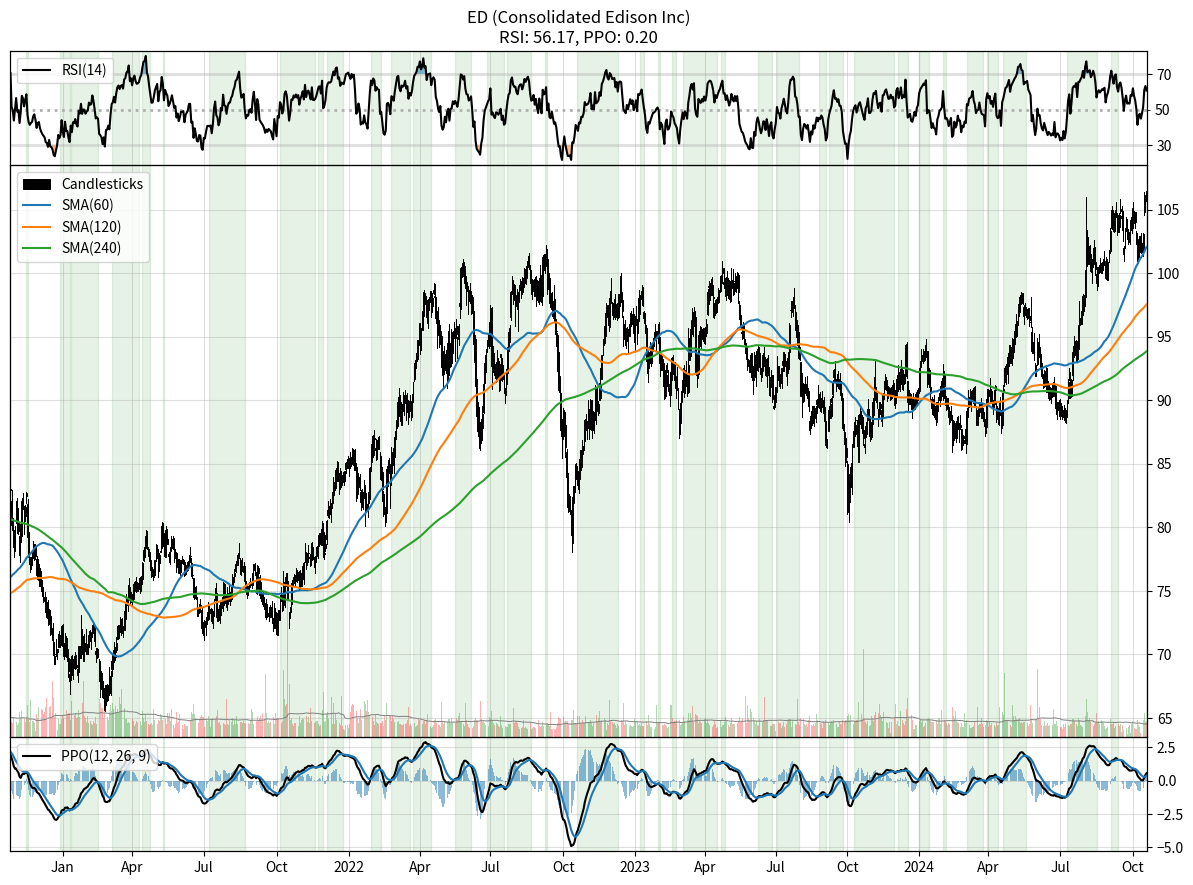 ED (Consolidated Edison Inc)
RSI: 56.17, PPO: 0.20
RSI(14)
70
50
30
Candlesticks
SMA(60)
SMA(120)
SMA(240)
105
100
95
90
85
80
75
70
65
PPO(12, 26, 9)
2.5
0.0
−2.5
−5.0
Jan Apr Jul Oct 2022 Apr Jul Oct 2023 Apr Jul Oct 2024 Apr Jul Oct